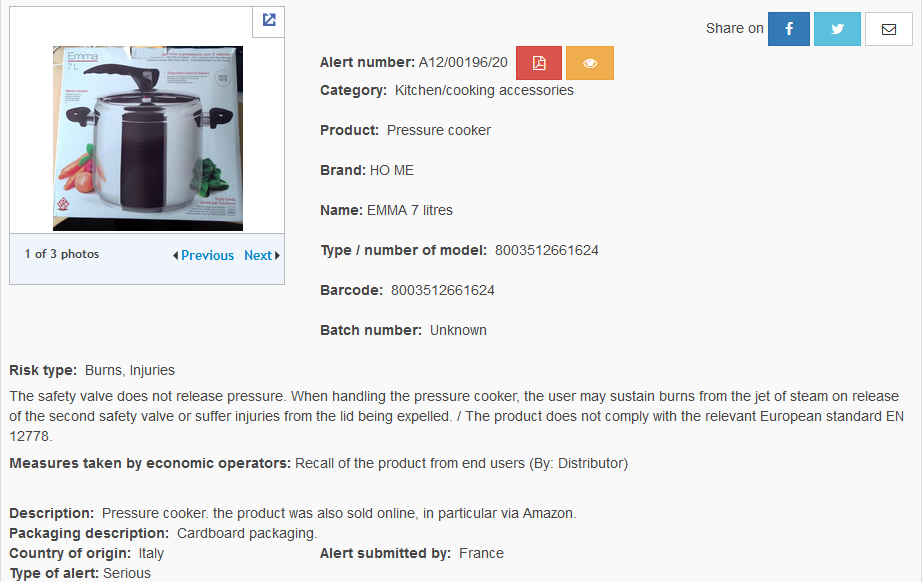 Share on
Emma
7 L
Alert number: A12/00196/20
Category: Kitchen/cooking accessories
Product: Pressure cooker
Brand: HO ME
Name: EMMA 7 litres
1 of 3 photos
Previous
Next
Type / number of model: 8003512661624
Barcode: 8003512661624
Batch number: Unknown
Risk type: Burns, Injuries
The safety valve does not release pressure. When handling the pressure cooker, the user may sustain burns from the jet of steam on release
of the second safety valve or suffer injuries from the lid being expelled. / The product does not comply with the relevant European standard EN
12778.
Measures taken by economic operators: Recall of the product from end users (By: Distributor)
Description: Pressure cooker. the product was also sold online, in particular via Amazon.
Packaging description: Cardboard packaging.
Country of origin: Italy
Alert submitted by: France
Type of alert: Serious